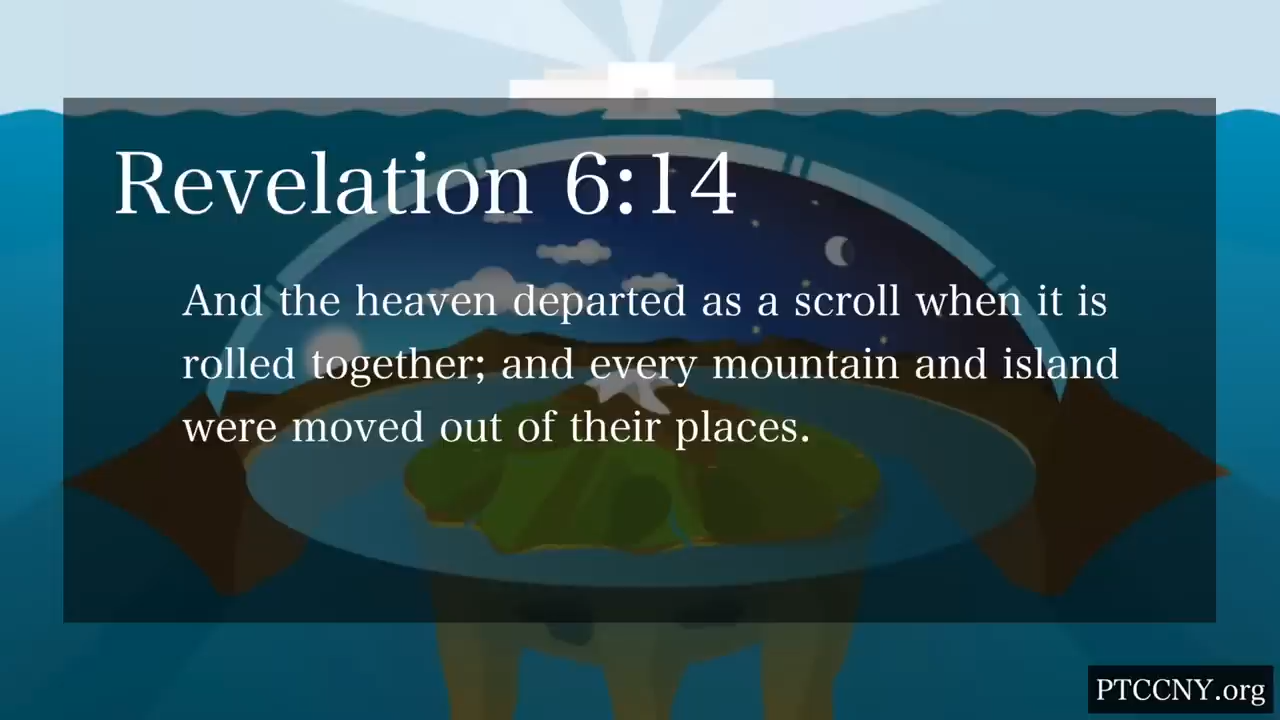 Revelation 6:14
And the heaven departed as a scroll when it is
rolled together; and every mountain and island
were moved out of their places.
PTCCNY.org